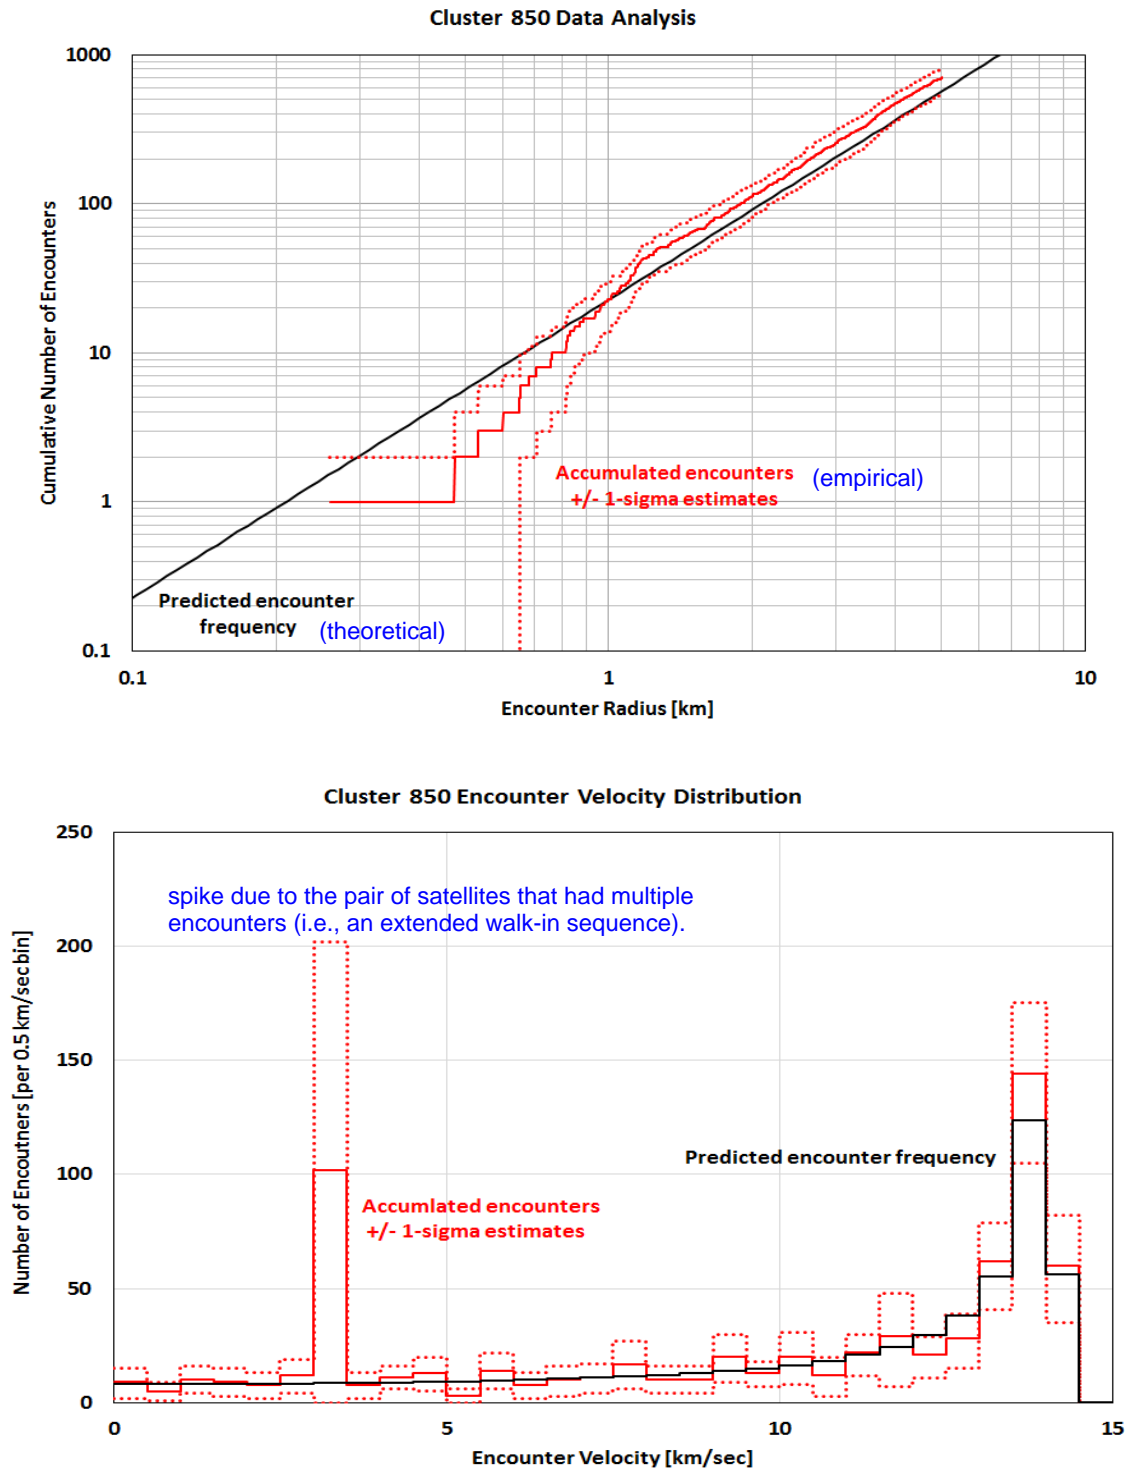 Cluster 850 Data Analysis
1000
100
10
1
0.1
Cumulative Number of Encounters
Accumulated encounters
+/- 1-sigma estimates
(empirical)
Predicted encounter
frequency
(theoretical)
0.1
1
10
Encounter Radius [km]
Cluster 850 Encounter Velocity Distribution
250
200
150
100
50
0
Number of Encoutners [per 0.5 km/sec bin]
spike due to the pair of satellites that had multiple
encounters (i.e., an extended walk-in sequence).
Predicted encounter frequency
Accumlated encounters
+/- 1-sigma estimates
0
5
10
15
Encounter Velocity [km/sec]